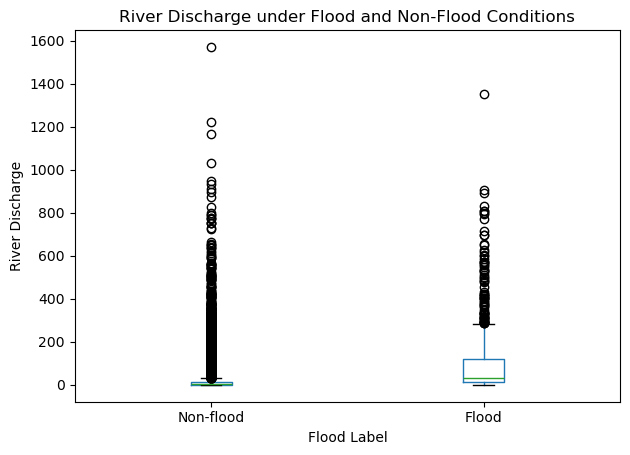 River Discharge under Flood and Non-Flood Conditions
1600
1400
1200
1000
800
600
400
200
0
River Discharge
Non-flood
Flood
Flood Label